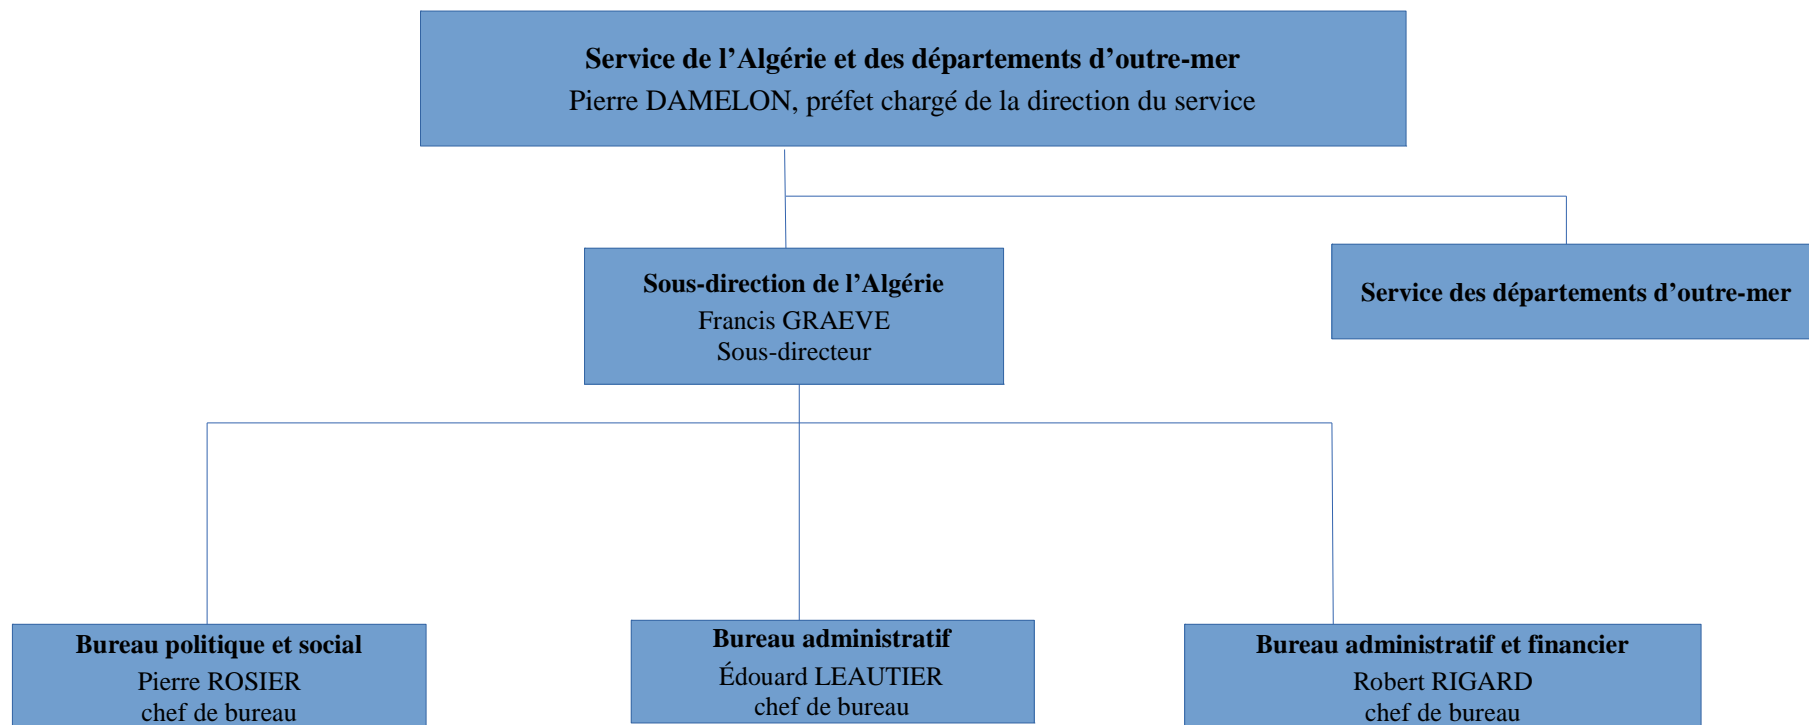 Service de l’Algérie et des départements d’outre-mer
Pierre DAMELON, préfet chargé de la direction du service
Sous-direction de l’Algérie
Francis GRAEVE
Sous-directeur
Service des départements d’outre-mer
Bureau politique et social
Pierre ROSIER
chef de bureau
Bureau administratif
Édouard LEAUTIER
chef de bureau
Bureau administratif et financier
Robert RIGARD
chef de bureau